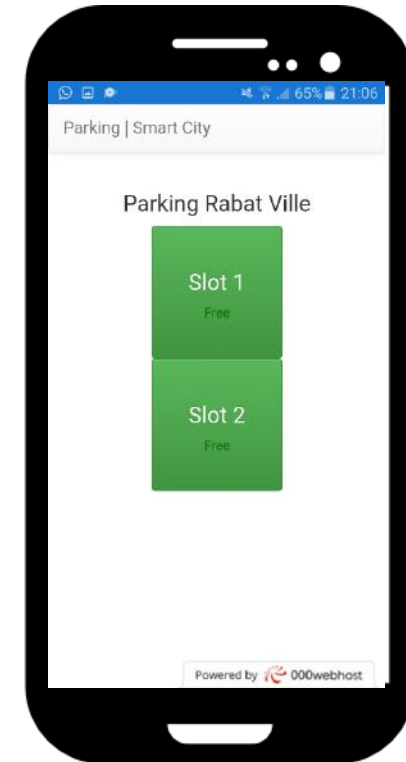 65% 21:06
Parking | Smart City
Parking Rabat Ville
Slot 1
Free
Slot 2
Free
Powered by 000webhost